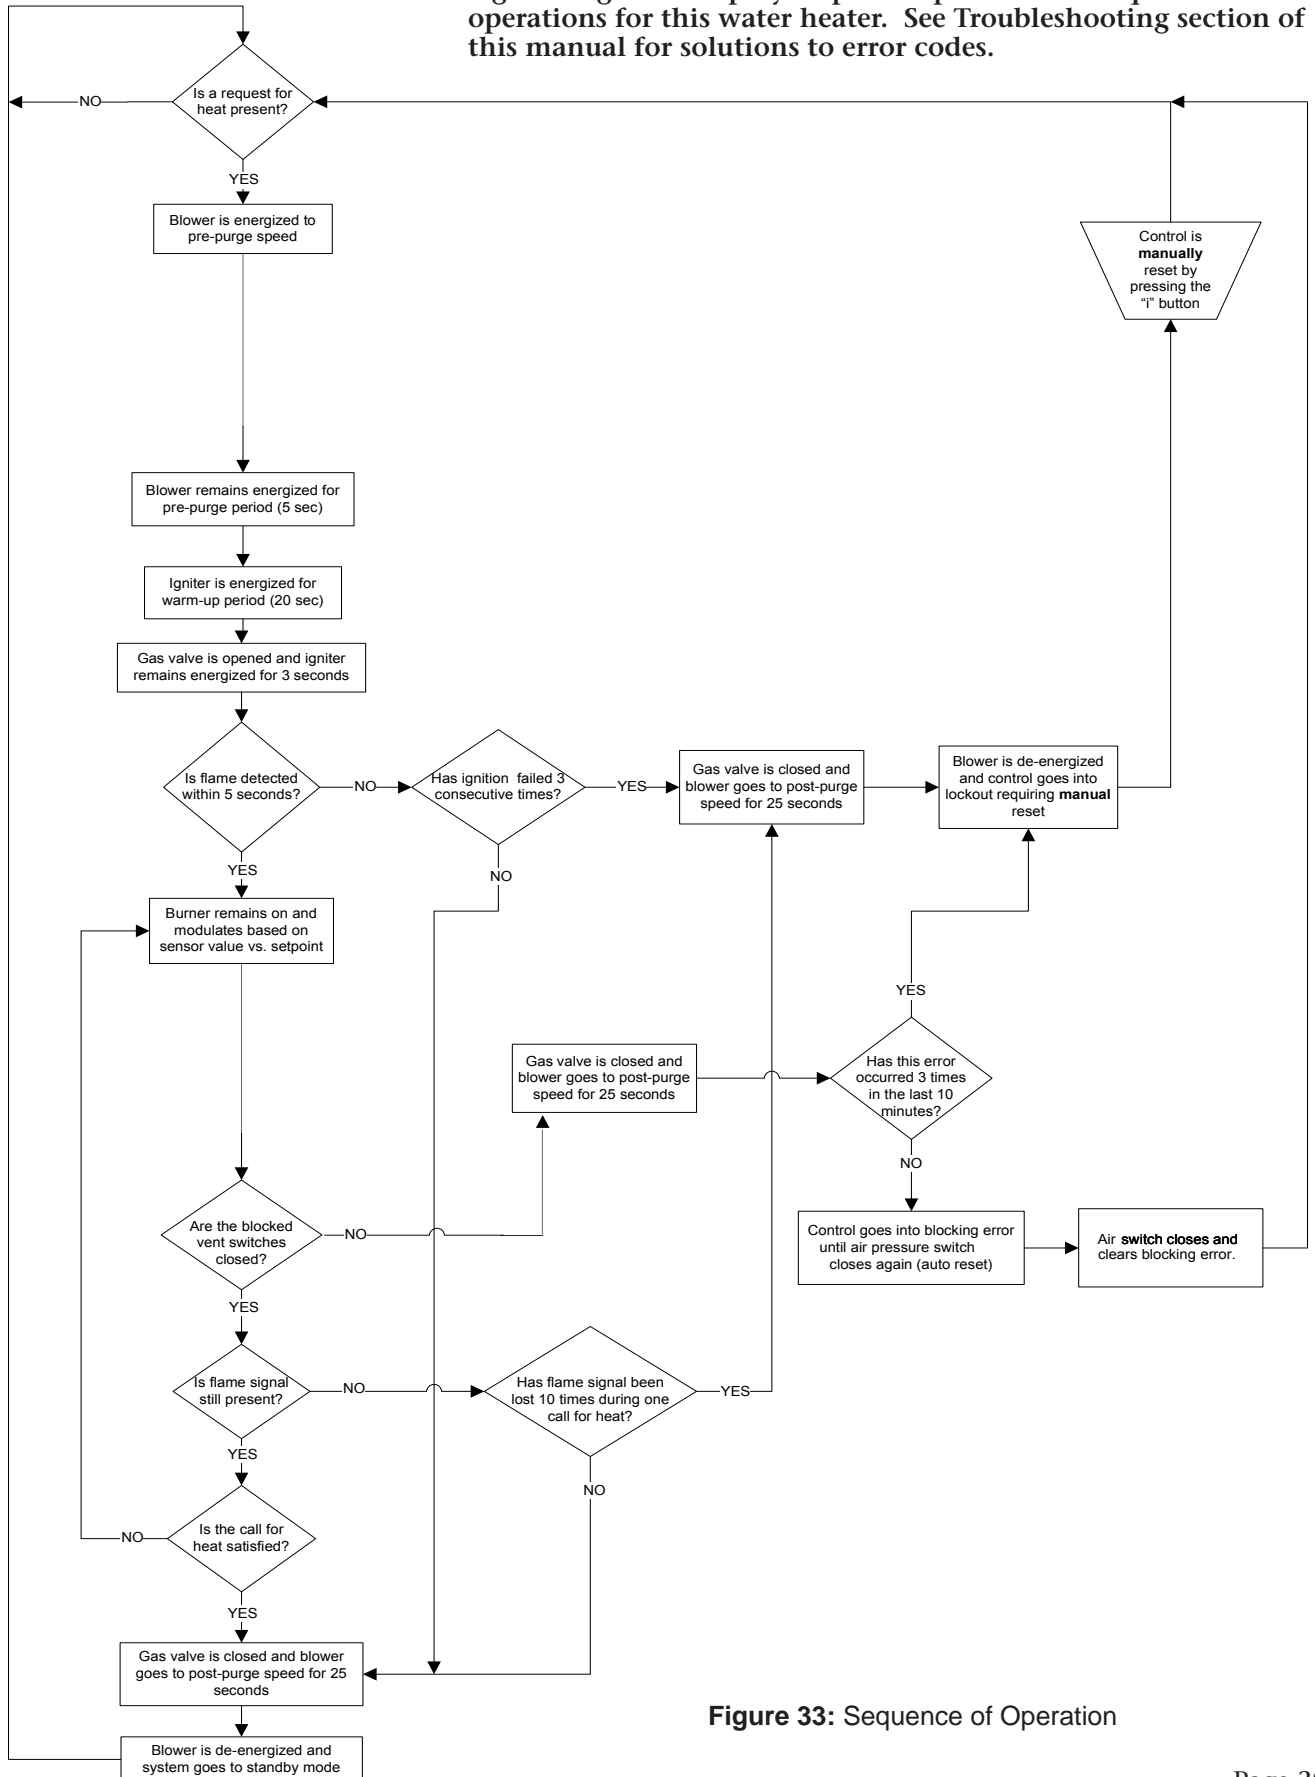 operations for this water heater. See Troubleshooting section of
this manual for solutions to error codes.
Is a request for
heat present?
NO
YES
Blower is energized to
pre-purge speed
Control is
manually
reset by
pressing the
“i” button
Blower remains energized for
pre-purge period (5 sec)
Igniter is energized for
warm-up period (20 sec)
Gas valve is opened and igniter
remains energized for 3 seconds
Is flame detected
within 5 seconds?
NO
Has ignition failed 3
consecutive times?
YES
Gas valve is closed and
blower goes to post-purge
speed for 25 seconds
Blower is de-energized
and control goes into
lockout requiring manual
reset
YES
NO
Burner remains on and
modulates based on
sensor value vs. setpoint
YES
Gas valve is closed and
blower goes to post-purge
speed for 25 seconds
Has this error
occurred 3 times
in the last 10
minutes?
NO
Are the blocked
vent switches
closed?
NO
Control goes into blocking error
until air pressure switch
closes again (auto reset)
Air switch closes and
clears blocking error.
YES
Is flame signal
still present?
NO
Has flame signal been
lost 10 times during one
call for heat?
YES
YES
NO
Is the call for
heat satisfied?
NO
YES
Gas valve is closed and blower
goes to post-purge speed for 25
seconds
Figure 33: Sequence of Operation
Blower is de-energized and
system goes to standby mode